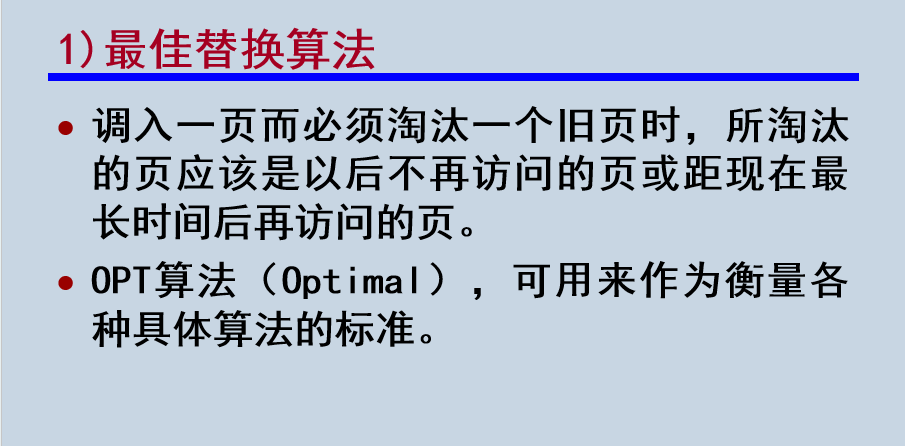 1)最佳替换算法
• 调入一页而必须淘汰一个旧页时，所淘汰
的页应该是以后不再访问的页或距现在最
长时间后再访问的页。
• OPT算法（Optimal），可用来作为衡量各
种具体算法的标准。